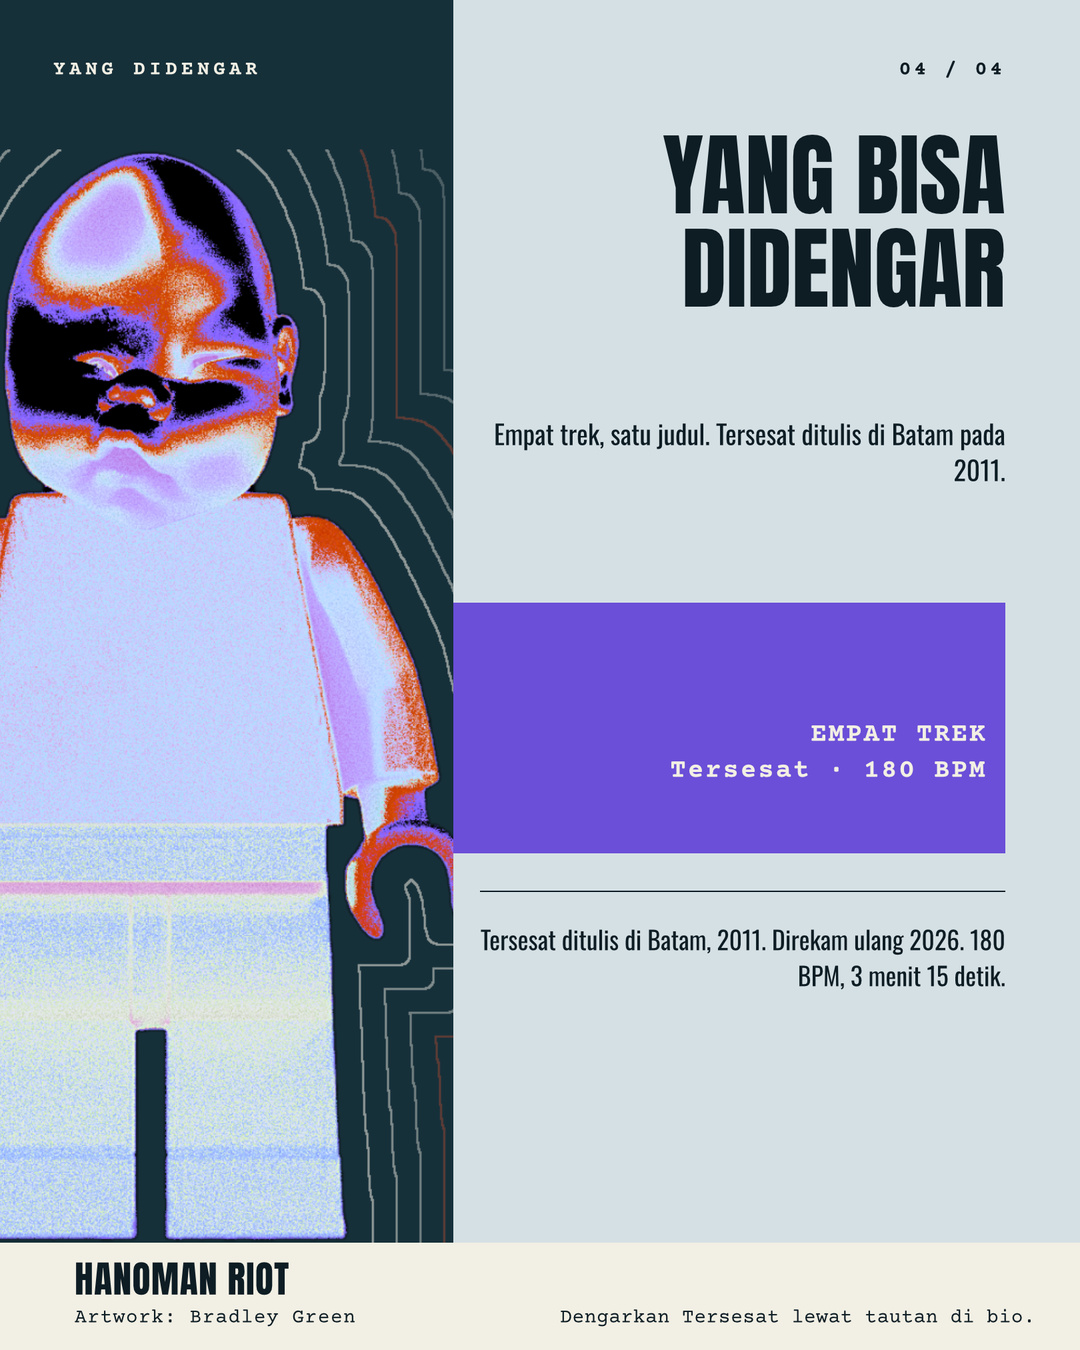 YANG DIDENGAR
04 / 04
YANG BISA
DIDENGAR
Empat trek, satu judul. Tersesat ditulis di Batam pada
2011.
EMPAT TREK
Tersesat · 180 BPM
Tersesat ditulis di Batam, 2011. Direkam ulang 2026. 180
BPM, 3 menit 15 detik.
HANOMAN RIOT
Artwork: Bradley Green
Dengarkan Tersesat lewat tautan di bio.